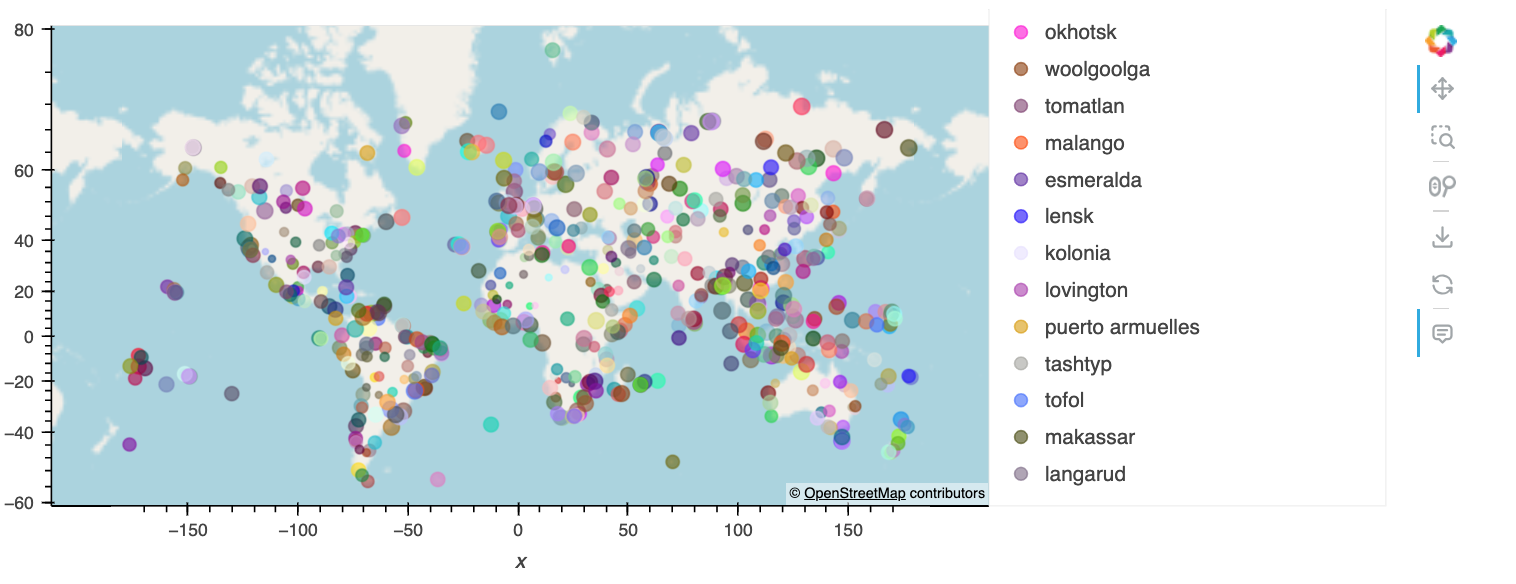 80
60
40
20
0
−20
−40
−60
−150
−100
−50
0
50
100
150
x
© OpenStreetMap contributors
okhotsk
woolgoolga
tomatlan
malango
esmeralda
lensk
kolonia
lovington
puerto armuelles
tashtyp
tofol
makassar
langarud